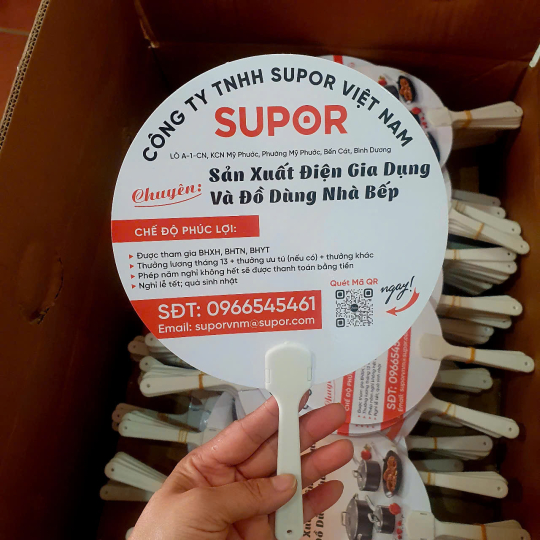 CÔNG TY TNHH SUPOR VIỆT NAM
SUPOR
LÔ A-1-CN, KCN Mỹ Phước, Phường Mỹ Phước, Bến Cát, Bình Dương
Chuyên:
Sản Xuất Điện Gia Dụng
Và Đồ Dùng Nhà Bếp
CHẾ ĐỘ PHÚC LỢI:
Được tham gia BHXH, BHTN, BHYT
Thưởng lương tháng 13 + thưởng ưu tú (nếu có) + thưởng khác
Phép năm nghỉ không hết sẽ được thanh toán bằng tiền
Nghỉ lễ tết; quà sinh nhật
Quét Mã QR
ngay!
SĐT: 0966545461
Email: suporvnm@supor.com